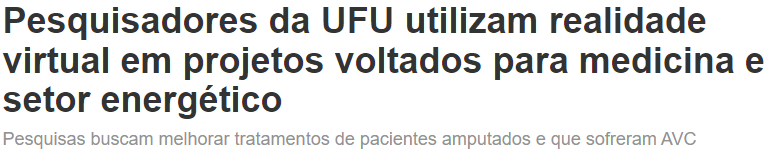 Pesquisadores da UFU utilizam realidade
virtual em projetos voltados para medicina e
setor energético
Pesquisas buscam melhorar tratamentos de pacientes amputados e que sofreram AVC